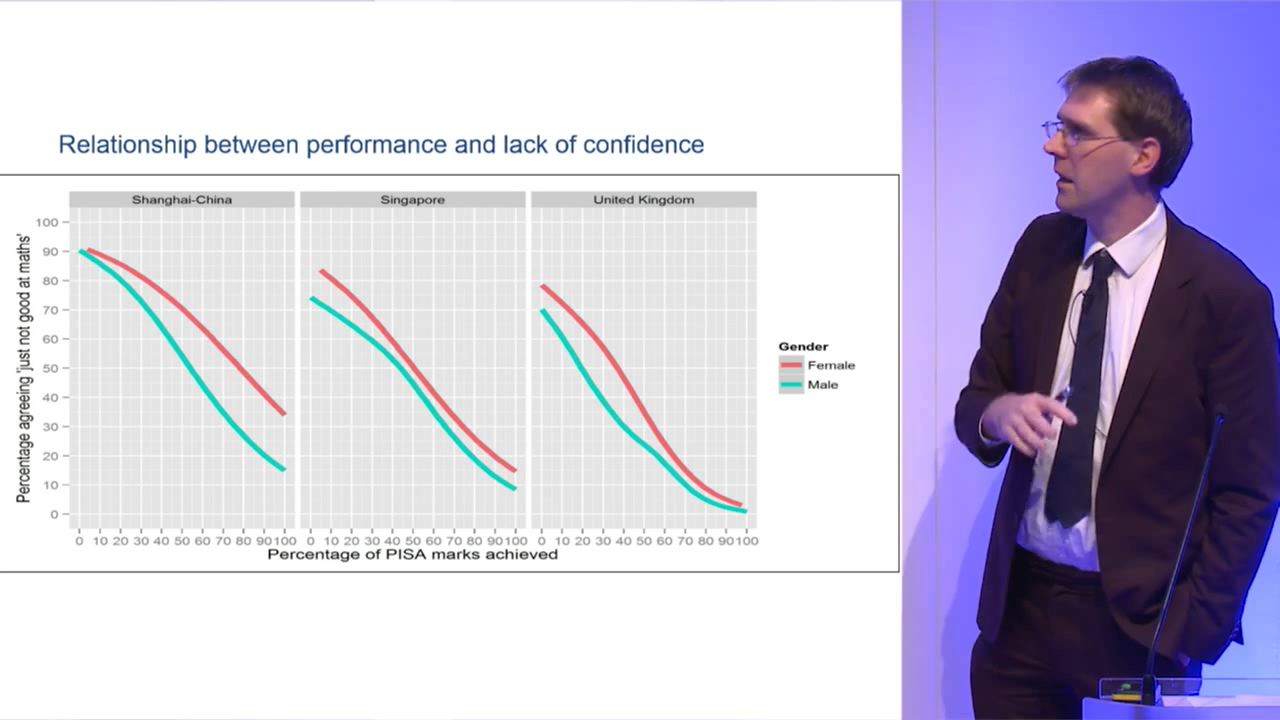 Relationship between performance and lack of confidence
Shanghai-China Singapore United Kingdom
Percentage agreeing 'just not good at maths'
100
90
80
70
60
50
40
30
20
10
0
Gender
Female
Male
0 10 20 30 40 50 60 70 80 90 100 0 10 20 30 40 50 60 70 80 90 100 0 10 20 30 40 50 60 70 80 90 100
Percentage of PISA marks achieved